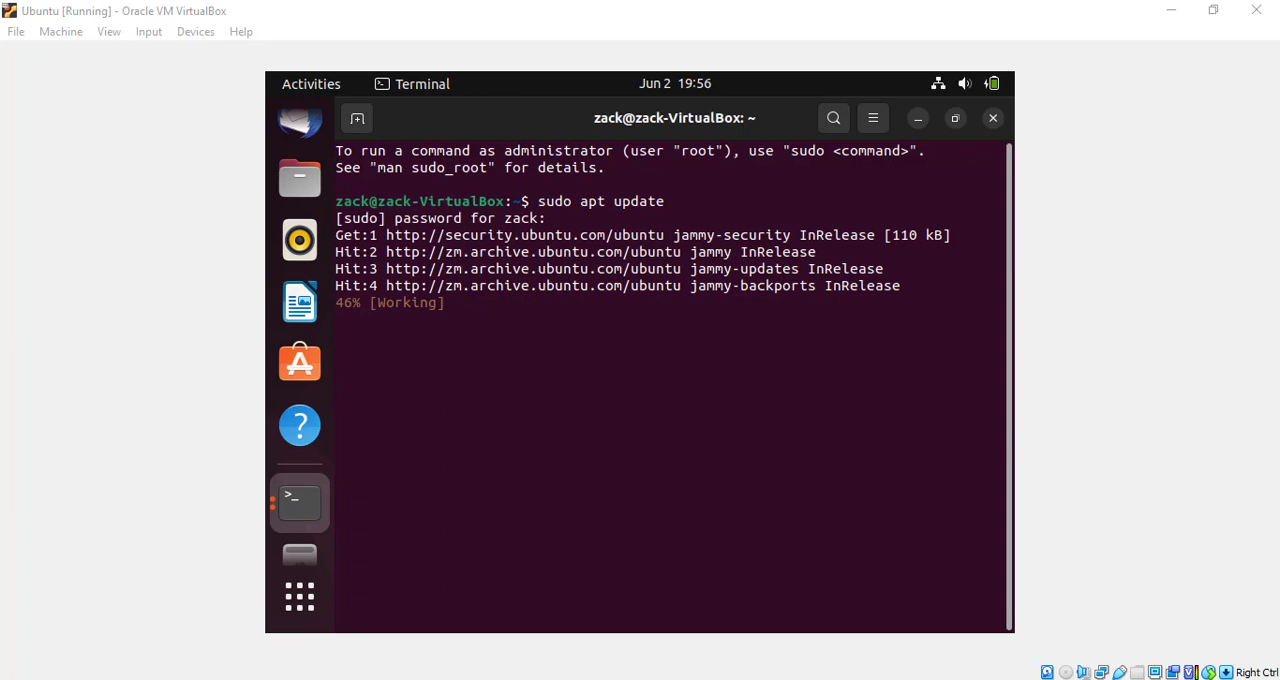 Ubuntu [Running] - Oracle VM VirtualBox
File Machine View Input Devices Help
Activities Terminal Jun 2 19:56
zack@zack-VirtualBox: ~
To run a command as administrator (user "root"), use "sudo <command>".
See "man sudo_root" for details.
zack@zack-VirtualBox:~$ sudo apt update
[sudo] password for zack:
Get:1 http://security.ubuntu.com/ubuntu jammy-security InRelease [110 kB]
Hit:2 http://zm.archive.ubuntu.com/ubuntu jammy InRelease
Hit:3 http://zm.archive.ubuntu.com/ubuntu jammy-updates InRelease
Hit:4 http://zm.archive.ubuntu.com/ubuntu jammy-backports InRelease
46% [Working]
Right Ctrl